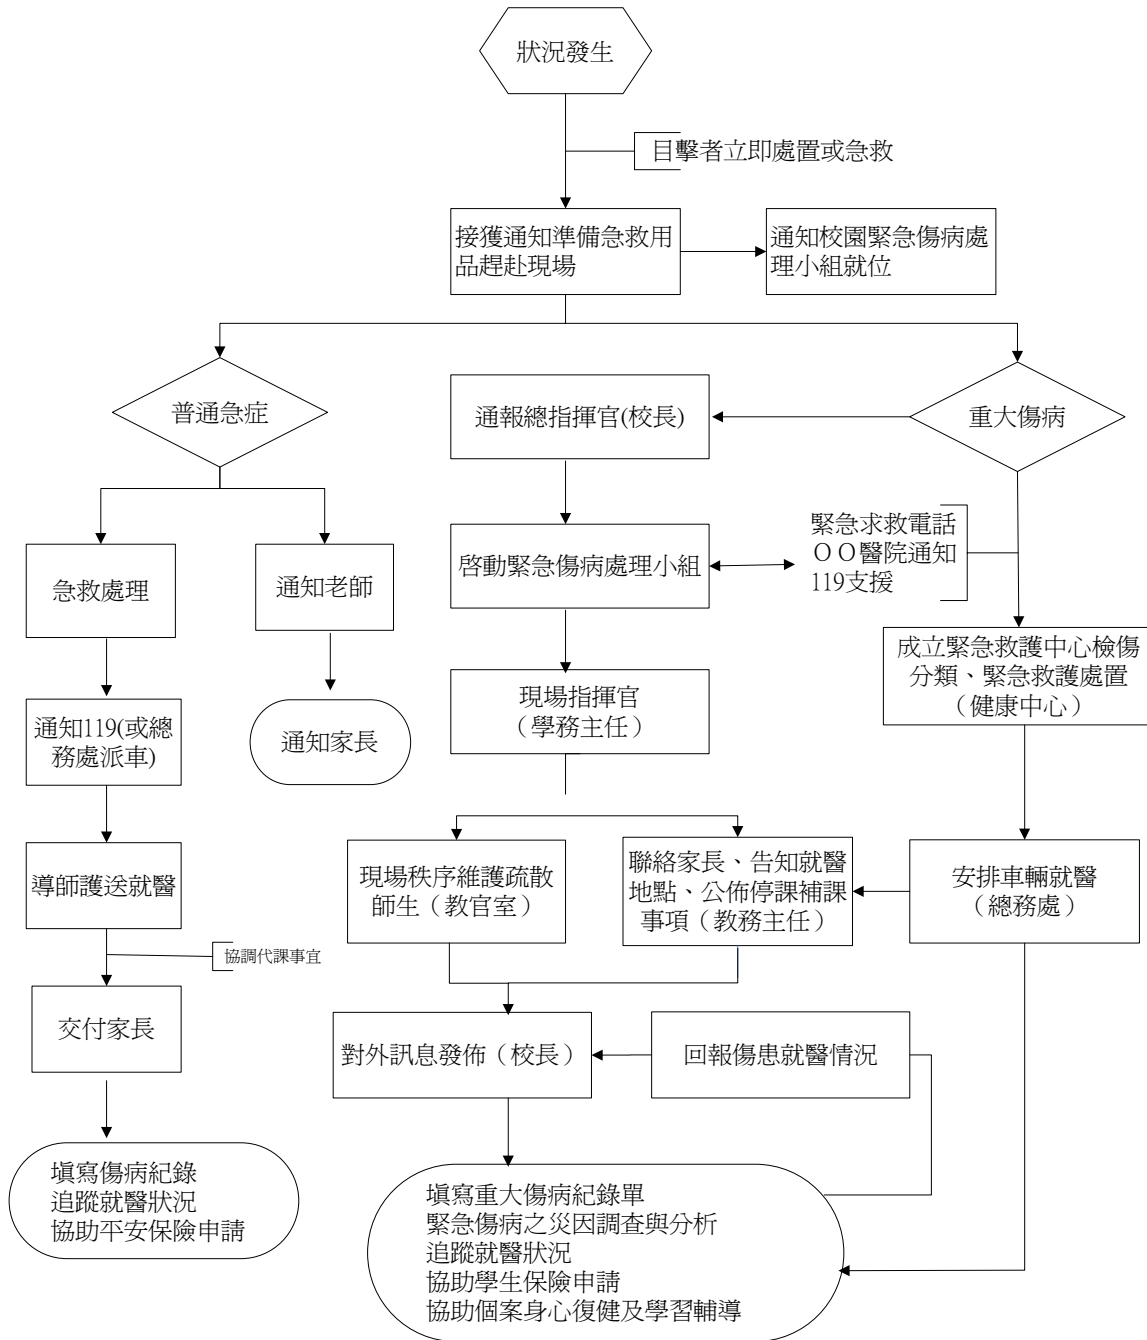 狀況發生
目擊者立即處置或急救
接獲通知準備急救用
品趕赴現場
通知校園緊急傷病處
理小組就位
普通急症
通報總指揮官(校長)
重大傷病
急救處理
通知老師
啓動緊急傷病處理小組
緊急求救電話
ＯＯ醫院通知
119支援
通知119(或總
務處派車)
通知家長
現場指揮官
（學務主任）
成立緊急救護中心檢傷
分類、緊急救護處置
（健康中心）
導師護送就醫
現場秩序維護疏散
師生（教官室）
聯絡家長、告知就醫
地點、公佈停課補課
事項（教務主任）
安排車輛就醫
（總務處）
協調代課事宜
交付家長
對外訊息發佈（校長）
回報傷患就醫情況
填寫傷病紀錄
追蹤就醫狀況
協助平安保險申請
填寫重大傷病紀錄單
緊急傷病之災因調查與分析
追蹤就醫狀況
協助學生保險申請
協助個案身心復健及學習輔導